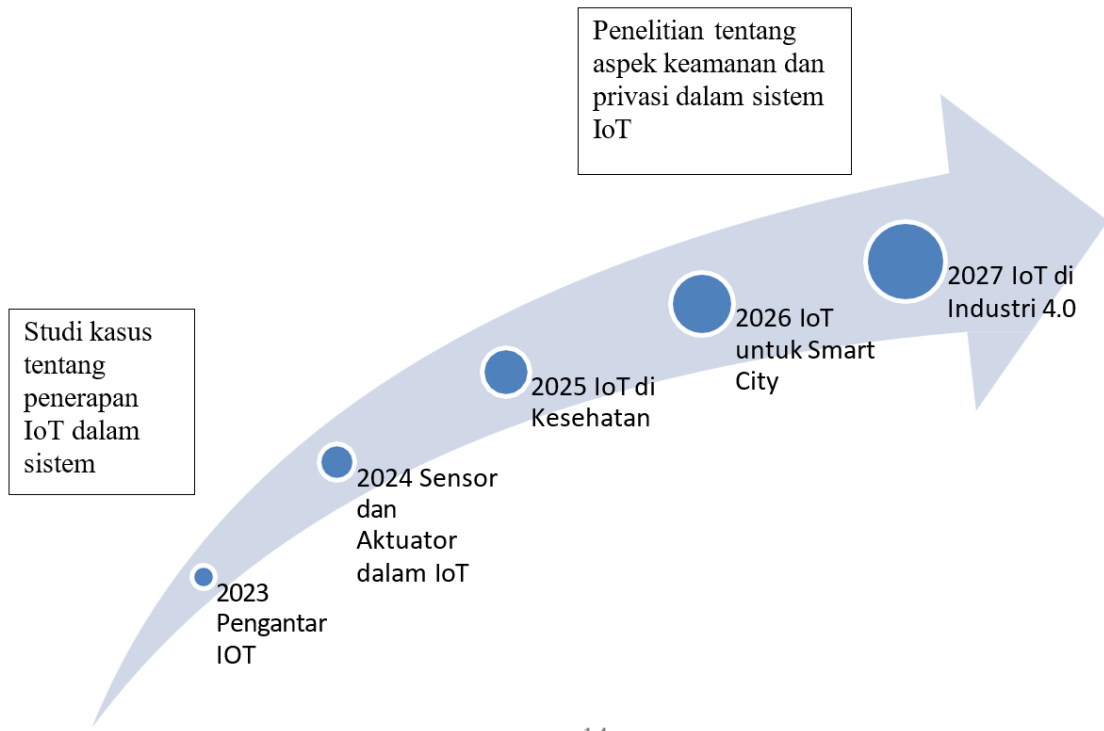 Penelitian tentang
aspek keamanan dan
privasi dalam sistem
IoT
Studi kasus
tentang
penerapan
IoT dalam
sistem
2023
Pengantar
IOT
2024 Sensor
dan
Aktuator
dalam IoT
2025 IoT di
Kesehatan
2026 IoT
untuk Smart
City
2027 IoT di
Industri 4.0